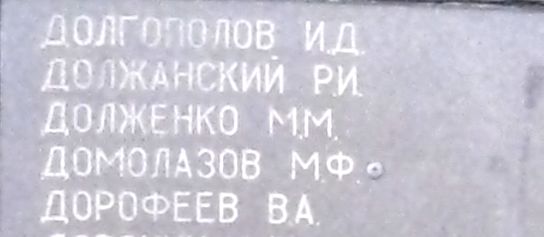 ДОЛГОПОЛОВ И.Д.
ДОЛЖАНСКИЙ Р.И.
ДОЛЖЕНКО М.М.
ДОМОЛАЗОВ М.Ф.
ДОРОФЕЕВ В.А.